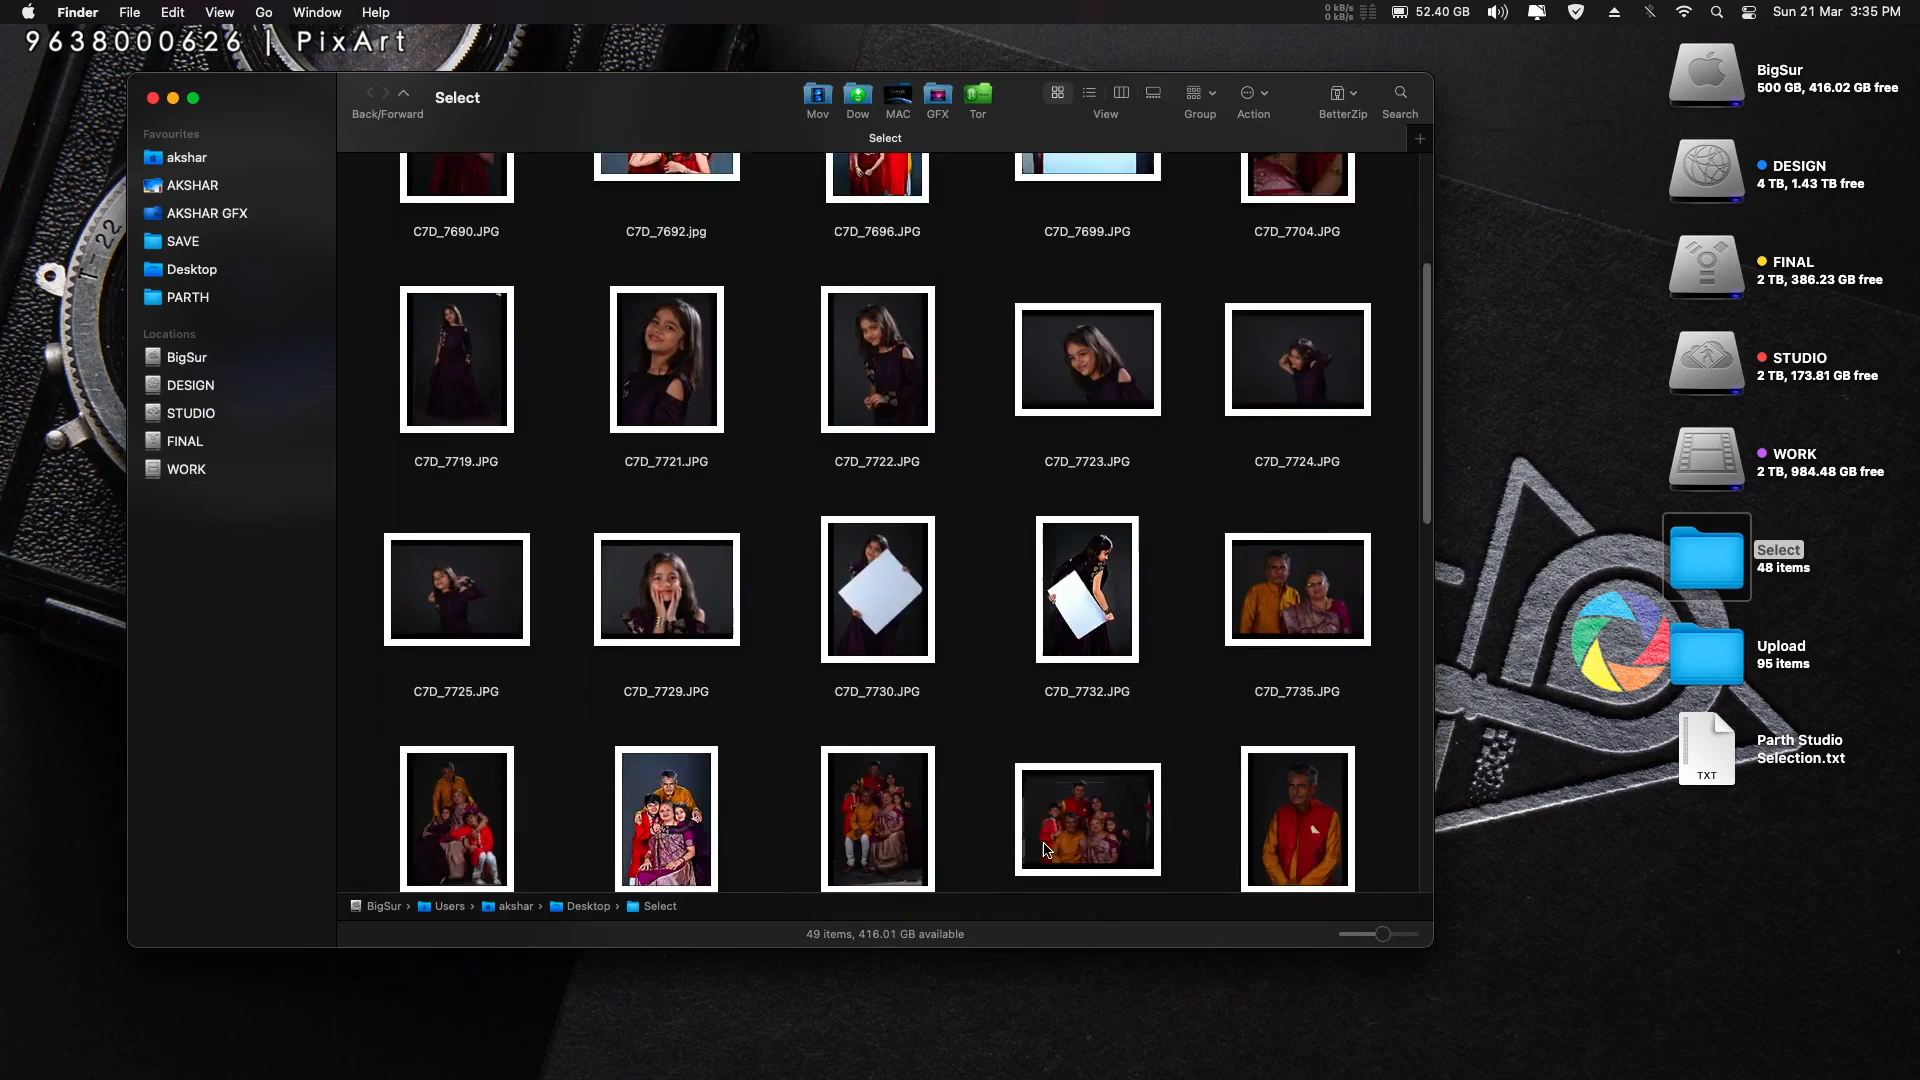 Finder File Edit View Go Window Help
0 kB/s
0 kB/s
52.40 GB
Sun 21 Mar 3:35 PM
9638000626 | PixArt
Select
Back/Forward
Mov Dow MAC GFX Tor
View
Group
Action
BetterZip
Search
Select
Favourites
akshar
AKSHAR
AKSHAR GFX
SAVE
Desktop
PARTH
Locations
BigSur
DESIGN
STUDIO
FINAL
WORK
C7D_7690.JPG
C7D_7692.jpg
C7D_7696.JPG
C7D_7699.JPG
C7D_7704.JPG
C7D_7719.JPG
C7D_7721.JPG
C7D_7722.JPG
C7D_7723.JPG
C7D_7724.JPG
C7D_7725.JPG
C7D_7729.JPG
C7D_7730.JPG
C7D_7732.JPG
C7D_7735.JPG
BigSur › Users › akshar › Desktop › Select
49 items, 416.01 GB available
BigSur
500 GB, 416.02 GB free
DESIGN
4 TB, 1.43 TB free
FINAL
2 TB, 386.23 GB free
STUDIO
2 TB, 173.81 GB free
WORK
2 TB, 984.48 GB free
Select
48 items
Upload
95 items
TXT
Parth Studio
Selection.txt
22